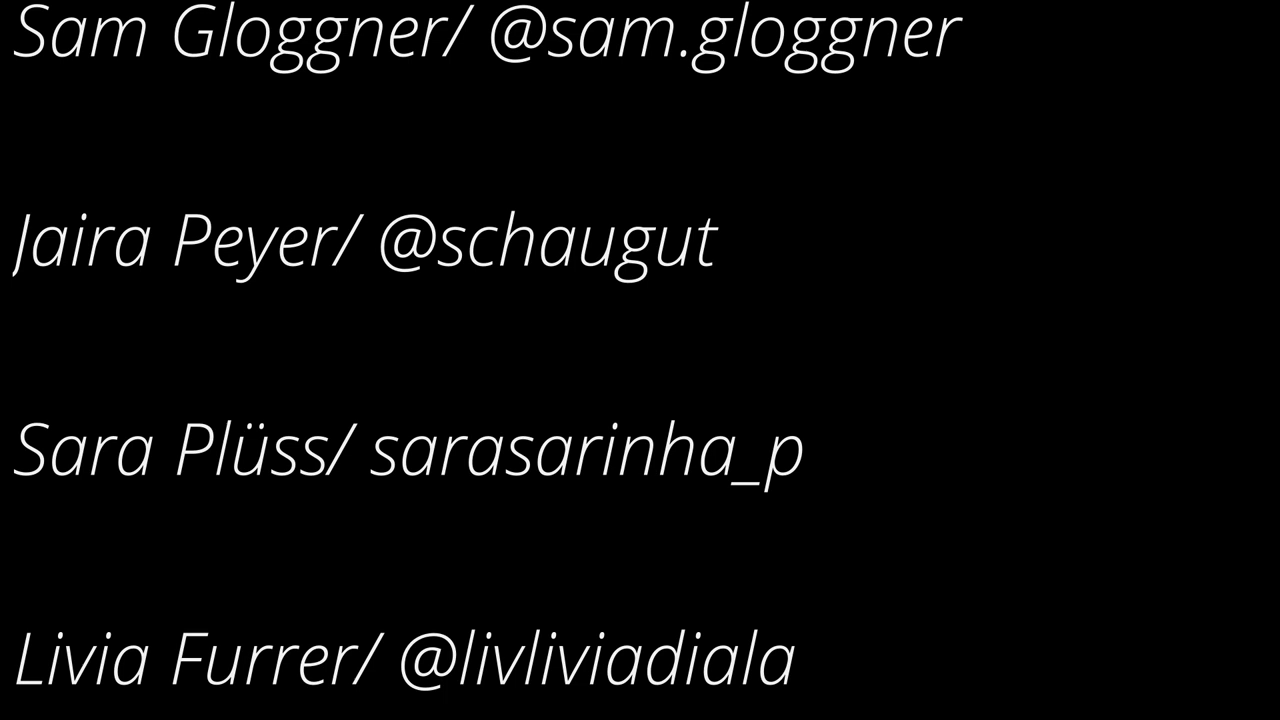 Sam Gloggner/ @sam.gloggner
Jaira Peyer/ @schaugut
Sara Plüss/ sarasarinha_p
Livia Furrer/ @livliviadiala